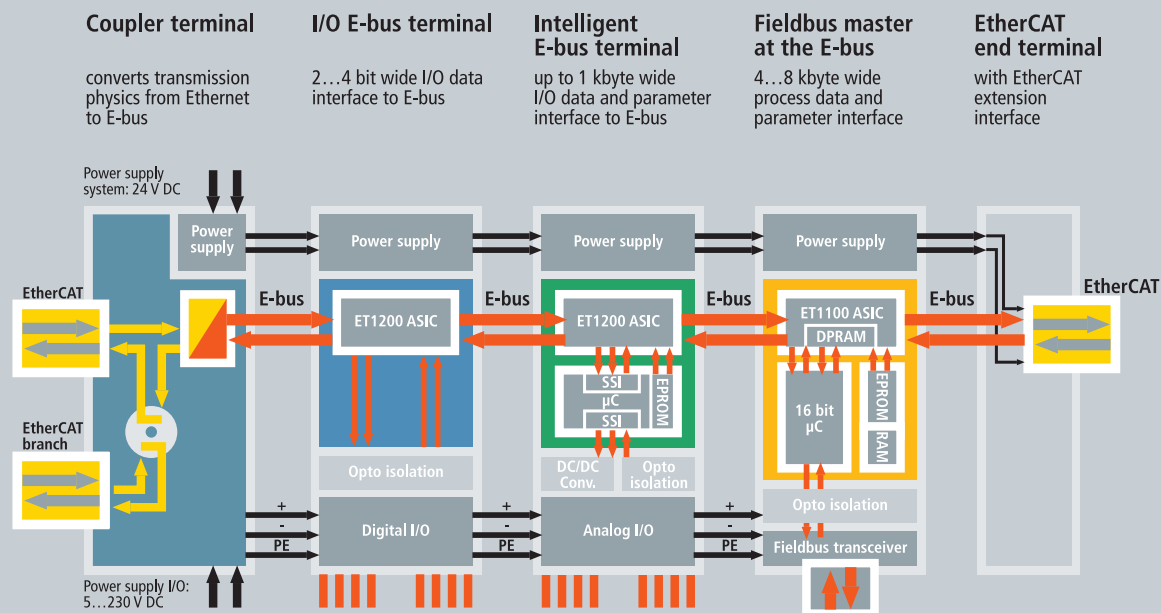 Coupler terminal
converts transmission
physics from Ethernet
to E-bus
I/O E-bus terminal
2…4 bit wide I/O data
interface to E-bus
Intelligent
E-bus terminal
up to 1 kbyte wide
I/O data and parameter
interface to E-bus
Fieldbus master
at the E-bus
4…8 kbyte wide
process data and
parameter interface
EtherCAT
end terminal
with EtherCAT
extension
interface
Power supply
system: 24 V DC
Power
supply
Power supply
Power supply
Power supply
EtherCAT
E-bus
E-bus
E-bus
E-bus
EtherCAT
ET1200 ASIC
ET1200 ASIC
ET1100 ASIC
DPRAM
SSI
µC
SSI
EPROM
16 bit
µC
EPROM
RAM
EtherCAT
branch
Opto isolation
DC/DC
Conv.
Opto
isolation
Opto isolation
+
-
PE
Digital I/O
+
-
PE
Analog I/O
+
-
PE
Fieldbus transceiver
Power supply I/O:
5…230 V DC